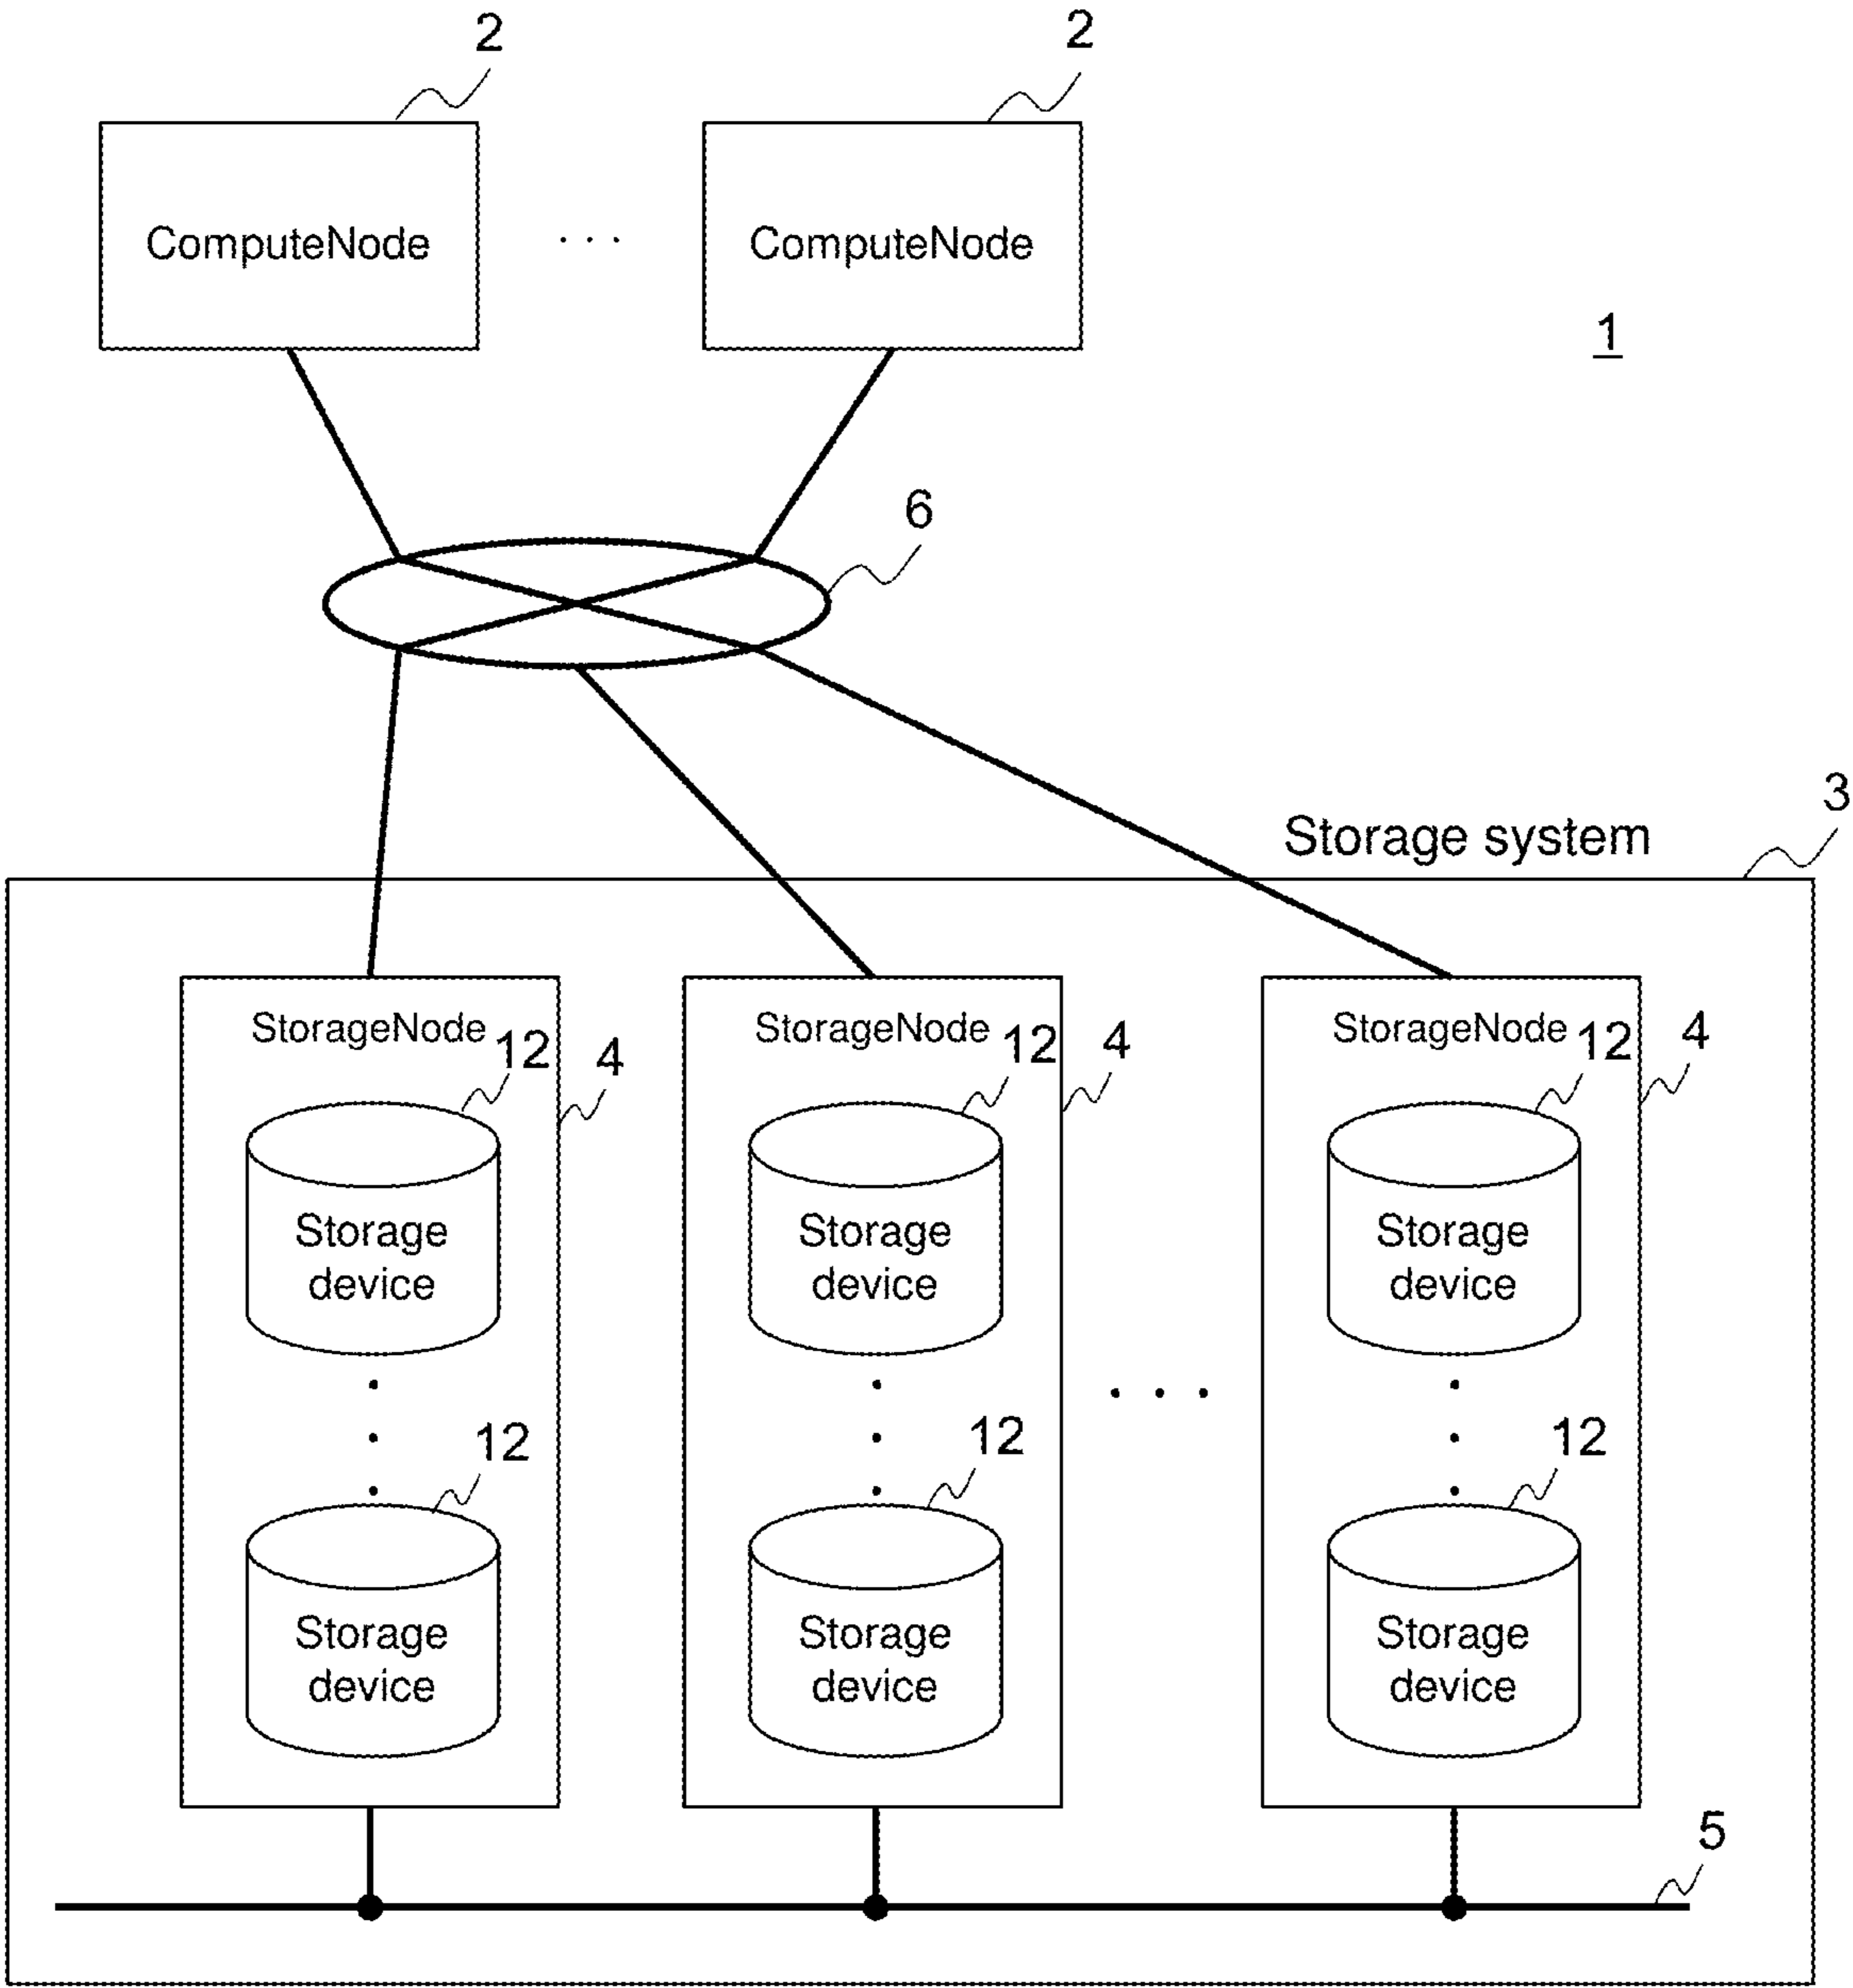 2
2
ComputeNode
. . .
ComputeNode
1
6
3
Storage system
StorageNode
12
4
StorageNode
12
4
StorageNode
12
4
Storage
device
Storage
device
Storage
device
. . .
12
12
12
Storage
device
Storage
device
Storage
device
5